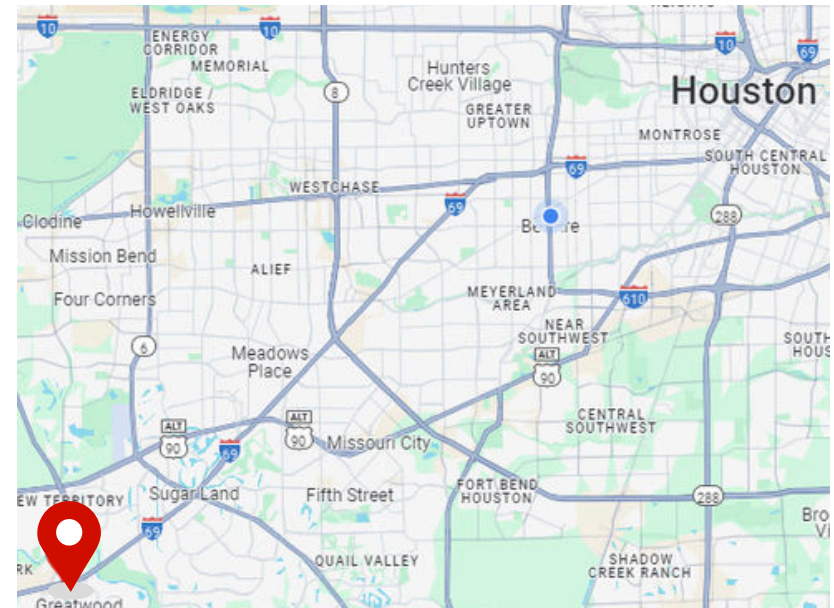 10
ENERGY
CORRIDOR
10
MEMORIAL
Hunters
Creek Village
10
69
Houston
ELDRIDGE /
WEST OAKS
8
GREATER
UPTOWN
MONTROSE
SOUTH CENTRAL
HOUSTON
69
WESTCHASE
69
Clodine
Howellville
288
Mission Bend
ALIEF
Four Corners
MEYERLAND
AREA
610
NEAR
SOUTHWEST
6
Meadows
Place
ALT
90
CENTRAL
SOUTHWEST
ALT
90
ALT
90
Missouri City
69
FORT BEND
HOUSTON
Sugar Land
Fifth Street
288
69
QUAIL VALLEY
SHADOW
CREEK RANCH
Greatwood